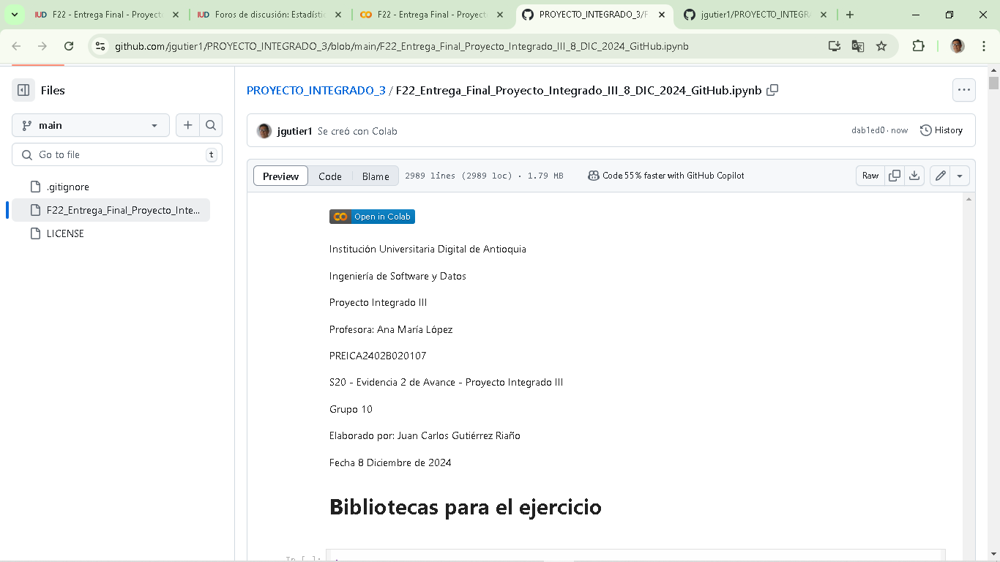 IUD F22 - Entrega Final - Proyecto
IUD Foros de discusión: Estadístic
F22 - Entrega Final - Proyect
PROYECTO_INTEGRADO_3/F
jgutier1/PROYECTO_INTEGRA
github.com/jgutier1/PROYECTO_INTEGRADO_3/blob/main/F22_Entrega_Final_Proyecto_Integrado_III_8_DIC_2024_GitHub.ipynb
Files
main
Go to file
t
.gitignore
F22_Entrega_Final_Proyecto_Inte...
LICENSE
PROYECTO_INTEGRADO_3 / F22_Entrega_Final_Proyecto_Integrado_III_8_DIC_2024_GitHub.ipynb
jgutier1 Se creó con Colab
dab1ed0 · now
History
Preview
Code
Blame
2989 lines (2989 loc) · 1.79 MB
Code 55% faster with GitHub Copilot
Raw
Open in Colab
Institución Universitaria Digital de Antioquia
Ingeniería de Software y Datos
Proyecto Integrado III
Profesora: Ana María López
PREICA2402B020107
S20 - Evidencia 2 de Avance - Proyecto Integrado III
Grupo 10
Elaborado por: Juan Carlos Gutiérrez Riaño
Fecha 8 Diciembre de 2024
Bibliotecas para el ejercicio
In [ ]: